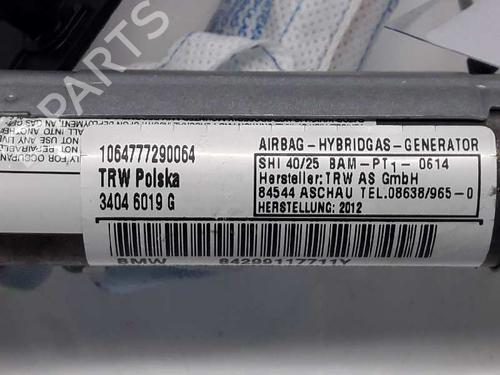 PARTS
1064777290064
TRW Polska
3404 6019 G
AIRBAG - HYBRIDGAS - GENERATOR
SHI 40/25 BAM - PT1 - 0614
Hersteller: TRW AS GmbH
84544 ASCHAU TEL.08638/965-0
HERSTELLUNG: 2012
BMW 84299117711Y